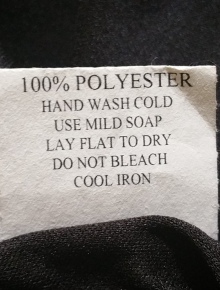 100% POLYESTER
HAND WASH COLD
USE MILD SOAP
LAY FLAT TO DRY
DO NOT BLEACH
COOL IRON